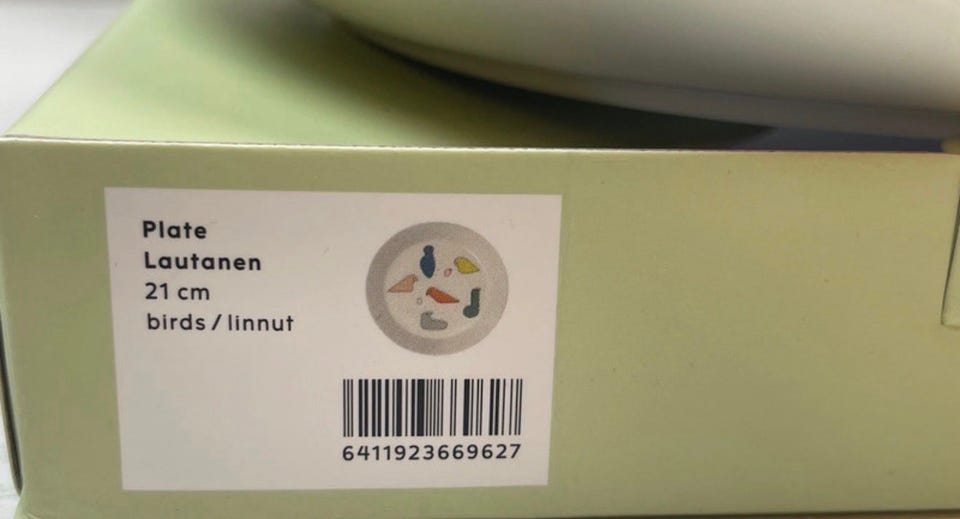 Plate
Lautanen
21 cm
birds / linnut
6411923669627